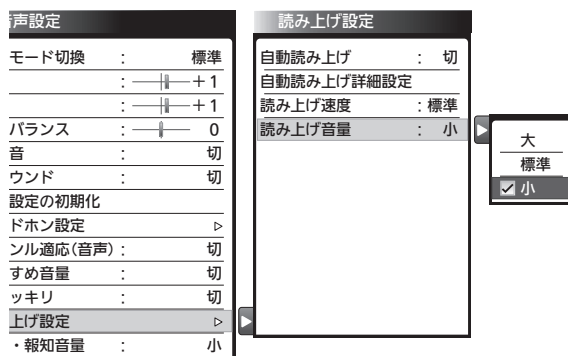 声設定
モード切換 : 標準
: +1
: +1
バランス : 0
音 : 切
ウンド : 切
設定の初期化
ドホン設定
ンル適応(音声) : 切
すめ音量 : 切
ッキリ : 切
上げ設定
・報知音量 : 小
読み上げ設定
自動読み上げ : 切
自動読み上げ詳細設定
読み上げ速度 : 標準
読み上げ音量 : 小
大
標準
小